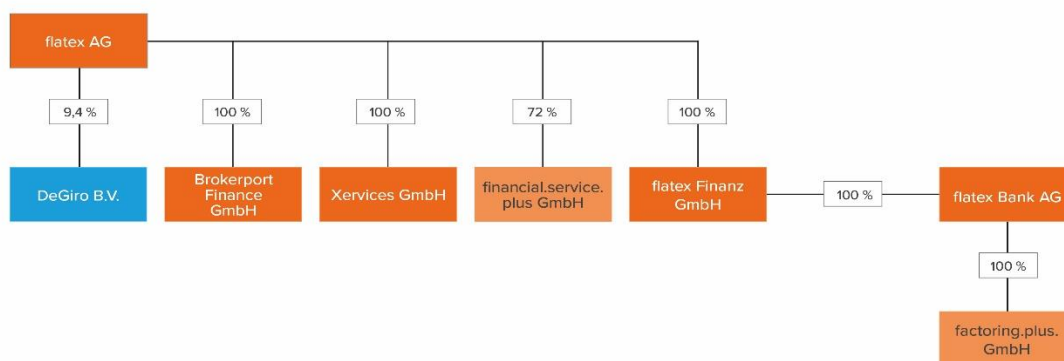 flatex AG
9,4 %
100 %
100 %
72 %
100 %
DeGiro B.V.
Brokerport
Finance
GmbH
Xervices GmbH
financial.service.
plus GmbH
flatex Finanz
GmbH
100 %
flatex Bank AG
100 %
factoring.plus.
GmbH